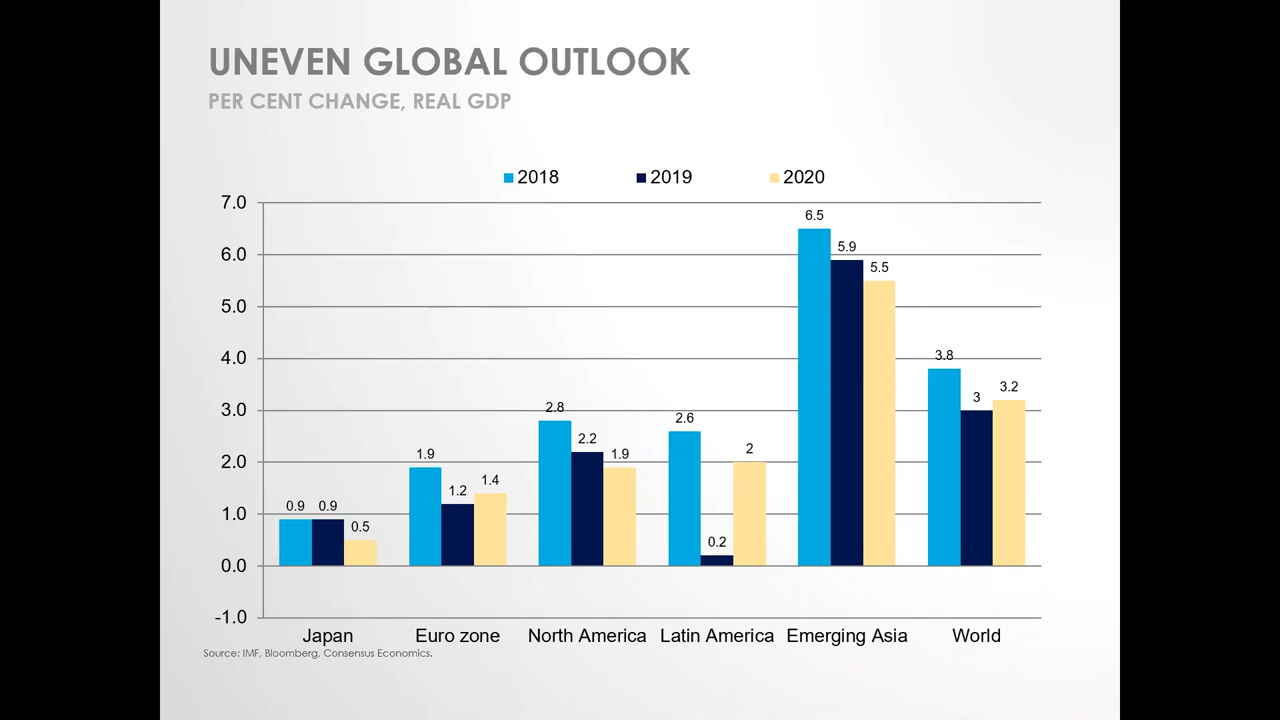 UNEVEN GLOBAL OUTLOOK
PER CENT CHANGE, REAL GDP
2018 2019 2020
7.0
6.0
5.0
4.0
3.0
2.0
1.0
0.0
-1.0
0.9 0.9 0.5
1.9 1.2 1.4
2.8 2.2 1.9
2.6 0.2 2
6.5 5.9 5.5
3.8 3 3.2
Japan Euro zone North America Latin America Emerging Asia World
Source: IMF, Bloomberg, Consensus Economics.